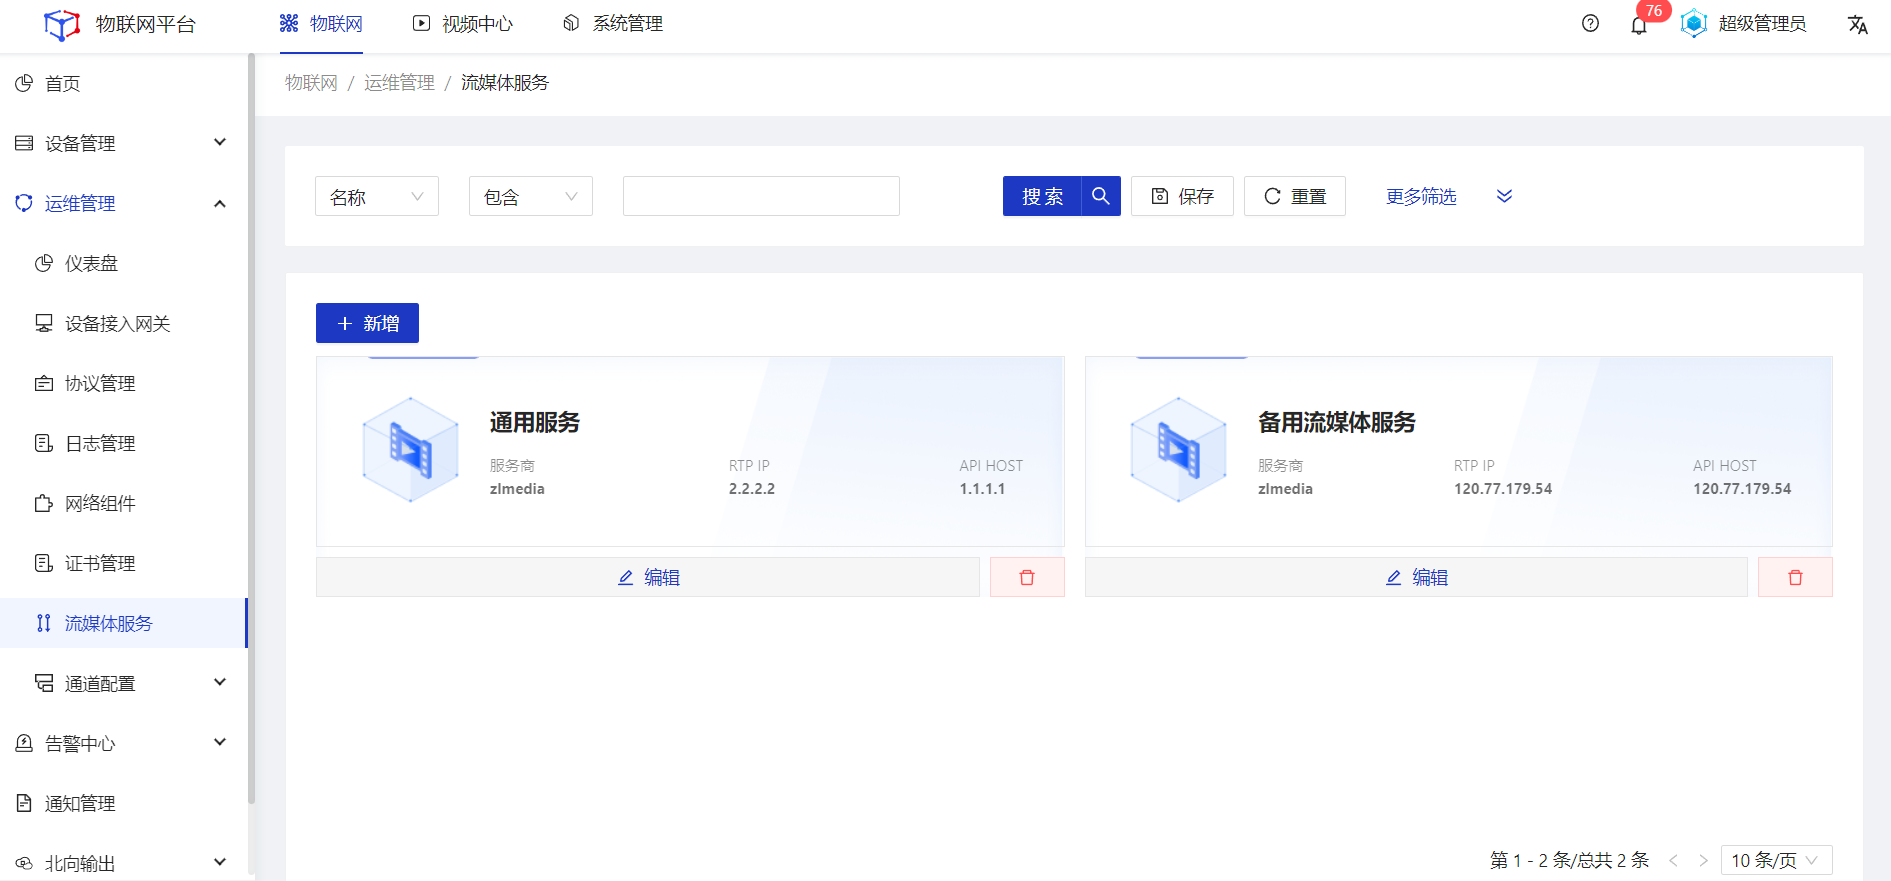 物联网平台
物联网
视频中心
系统管理
76
超级管理员
首页
设备管理
运维管理
仪表盘
设备接入网关
协议管理
日志管理
网络组件
证书管理
流媒体服务
通道配置
告警中心
通知管理
北向输出
物联网 / 运维管理 / 流媒体服务
名称
包含
搜 索
保存
重置
更多筛选
新增
通用服务
服务商 RTP IP API HOST
zlmedia 2.2.2.2 1.1.1.1
编辑
备用流媒体服务
服务商 RTP IP API HOST
zlmedia 120.77.179.54 120.77.179.54
编辑
第 1 - 2 条/总共 2 条
10 条/页